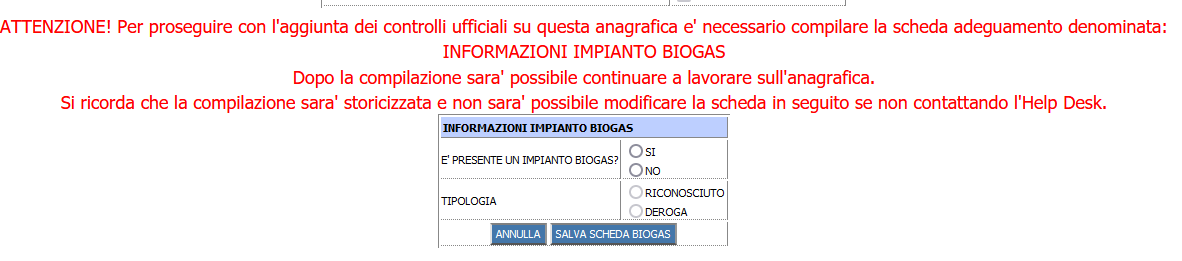 ATTENZIONE! Per proseguire con l'aggiunta dei controlli ufficiali su questa anagrafica e' necessario compilare la scheda adeguamento denominata:
INFORMAZIONI IMPIANTO BIOGAS
Dopo la compilazione sara' possibile continuare a lavorare sull'anagrafica.
Si ricorda che la compilazione sara' storicizzata e non sara' possibile modificare la scheda in seguito se non contattando l'Help Desk.
INFORMAZIONI IMPIANTO BIOGAS
E' PRESENTE UN IMPIANTO BIOGAS?
SI
NO
TIPOLOGIA
RICONOSCIUTO
DEROGA
ANNULLA SALVA SCHEDA BIOGAS